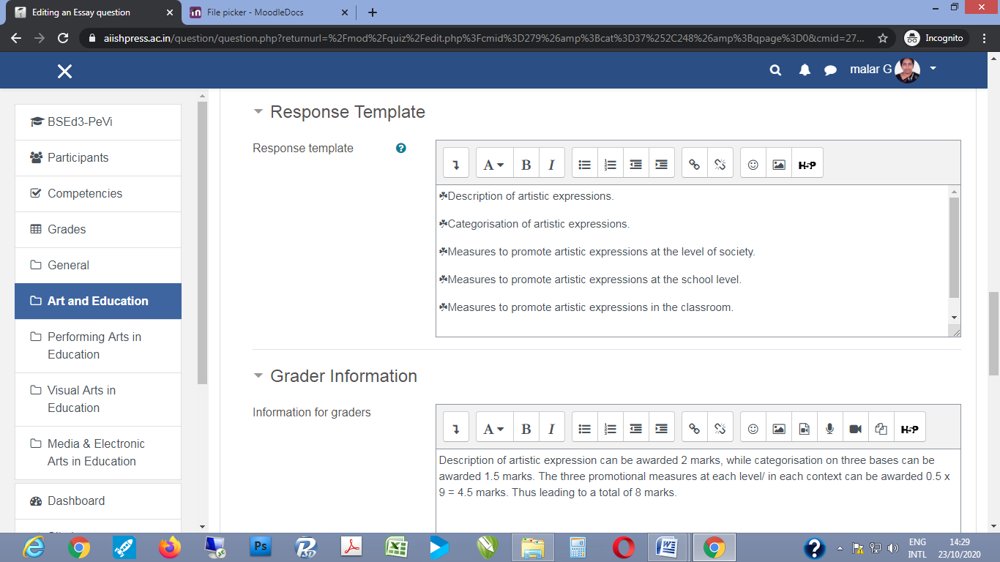 Editing an Essay question
File picker - MoodleDocs
aiishpress.ac.in/question/question.php?returnurl=%2Fmod%2Fquiz%2Fedit.php%3Fcmid%3D279%26amp%3Bcat%3D37%252C248%26amp%3Bqpage%3D0&cmid=27...
Incognito
malar G
BSEd3-PeVi
Participants
Competencies
Grades
General
Art and Education
Performing Arts in
Education
Visual Arts in
Education
Media & Electronic
Arts in Education
Dashboard
Response Template
Response template
A B I
H-P
☘Description of artistic expressions.
☘Categorisation of artistic expressions.
☘Measures to promote artistic expressions at the level of society.
☘Measures to promote artistic expressions at the school level.
☘Measures to promote artistic expressions in the classroom.
Grader Information
Information for graders
A B I
H5P
Description of artistic expression can be awarded 2 marks, while categorisation on three bases can be
awarded 1.5 marks. The three promotional measures at each level/ in each context can be awarded 0.5 x
9 = 4.5 marks. Thus leading to a total of 8 marks.
Ps
ENG
INTL
14:29
23/10/2020